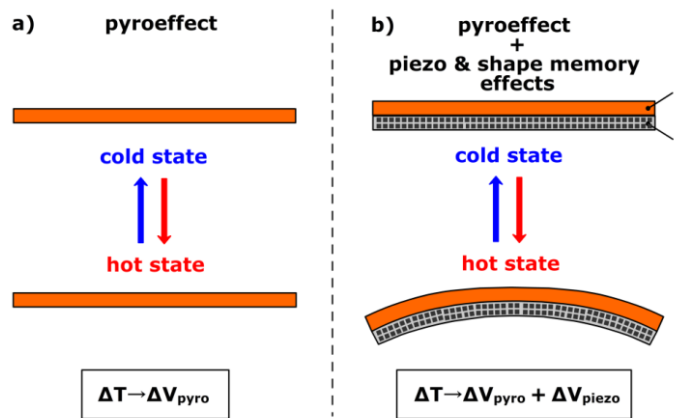 a)
pyroeffect
cold state
hot state
ΔT→ΔVpyro
b)
pyroeffect
+
piezo & shape memory
effects
cold state
hot state
ΔT→ΔVpyro + ΔVpiezo